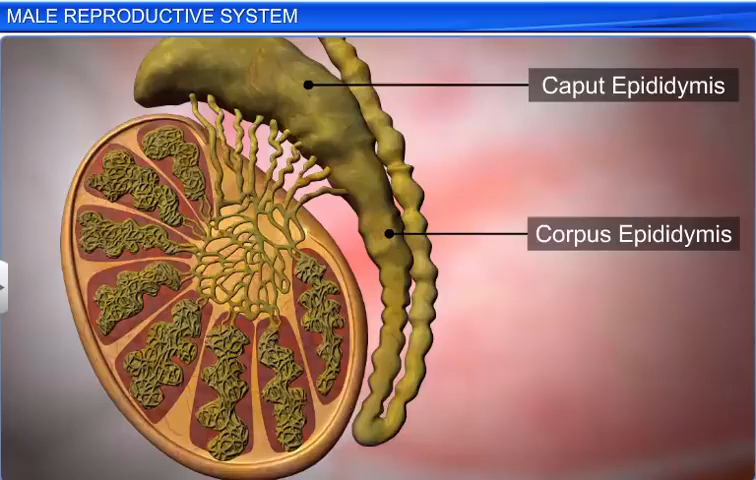 MALE REPRODUCTIVE SYSTEM
Caput Epididymis
Corpus Epididymis